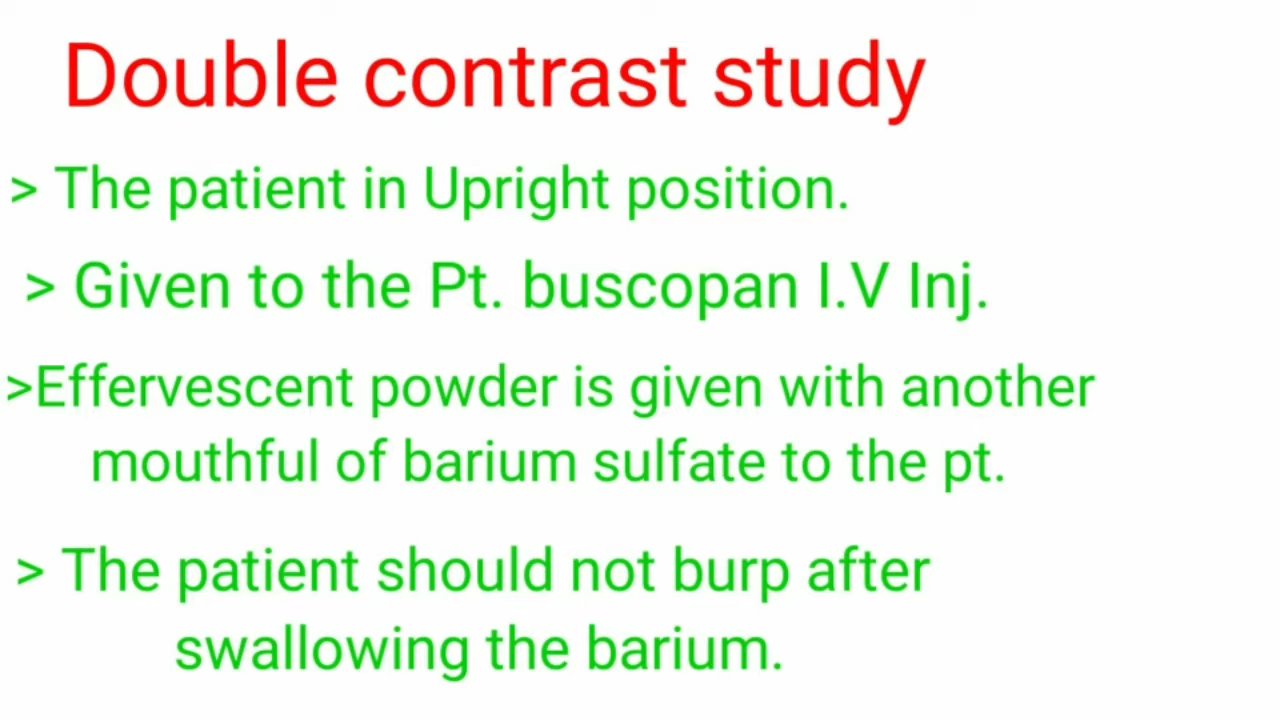 Double contrast study
> The patient in Upright position.
> Given to the Pt. buscopan I.V Inj.
>Effervescent powder is given with another
mouthful of barium sulfate to the pt.
> The patient should not burp after
swallowing the barium.